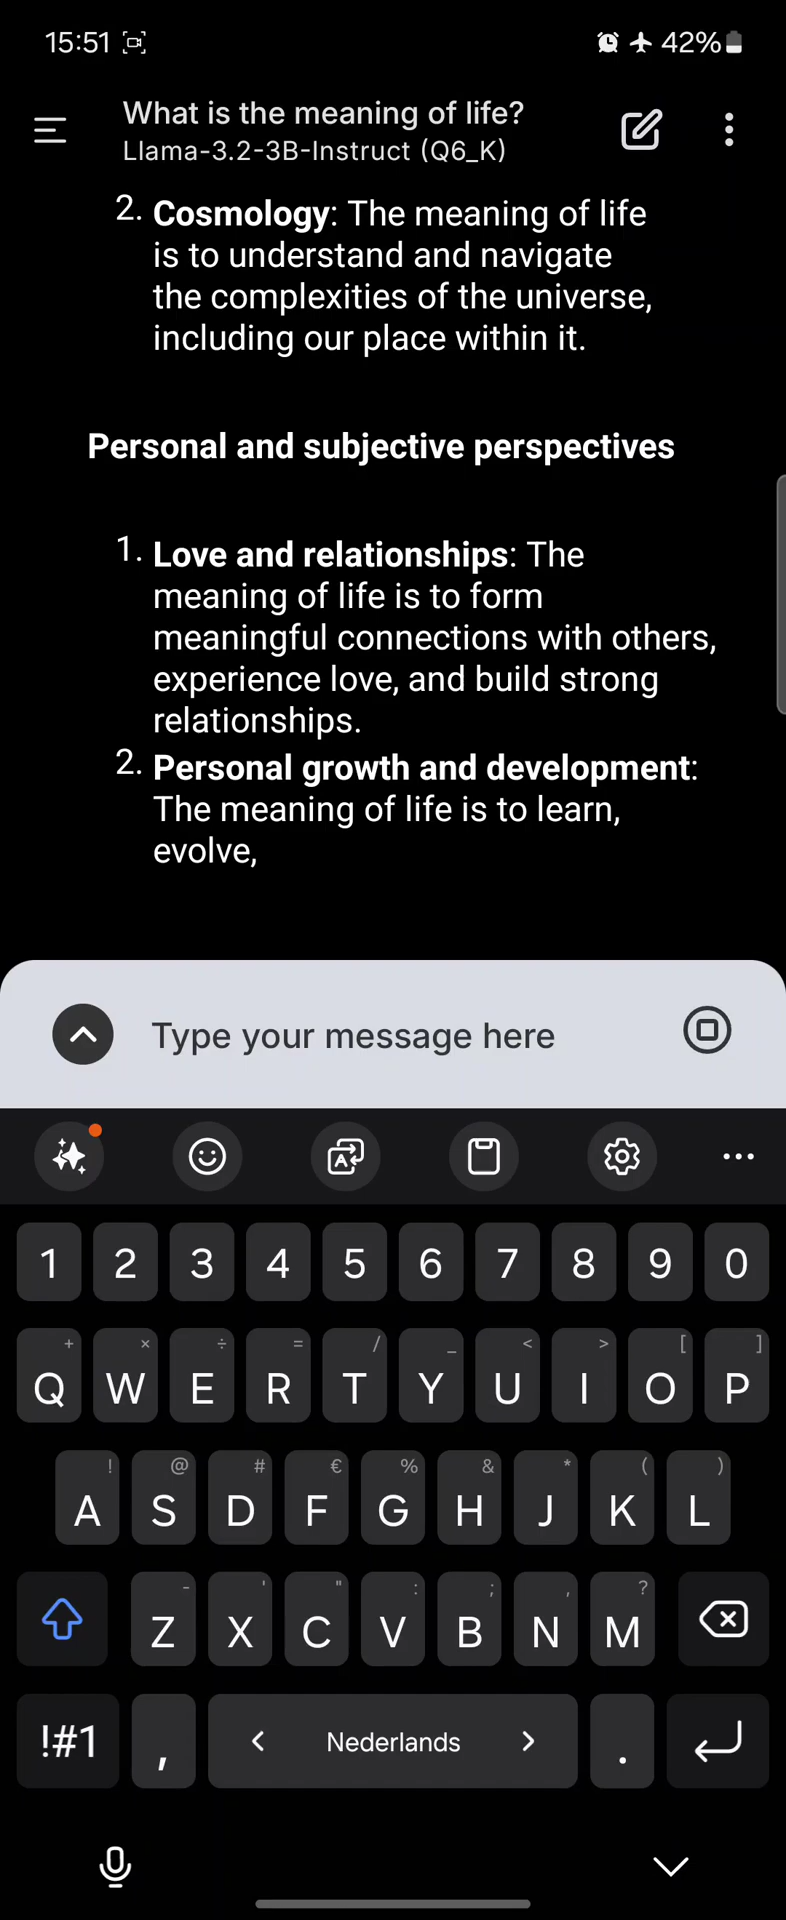 15:51
42%
What is the meaning of life?
Llama-3.2-3B-Instruct (Q6_K)
2. Cosmology: The meaning of life
is to understand and navigate
the complexities of the universe,
including our place within it.
Personal and subjective perspectives
1. Love and relationships: The
meaning of life is to form
meaningful connections with others,
experience love, and build strong
relationships.
2. Personal growth and development:
The meaning of life is to learn,
evolve,
Type your message here
1 2 3 4 5 6 7 8 9 0
+ × ÷ = / _ < > [ ]
Q W E R T Y U I O P
! @ # € % & * ( )
A S D F G H J K L
- ' " : ; , ?
Z X C V B N M
!#1 , < Nederlands > .